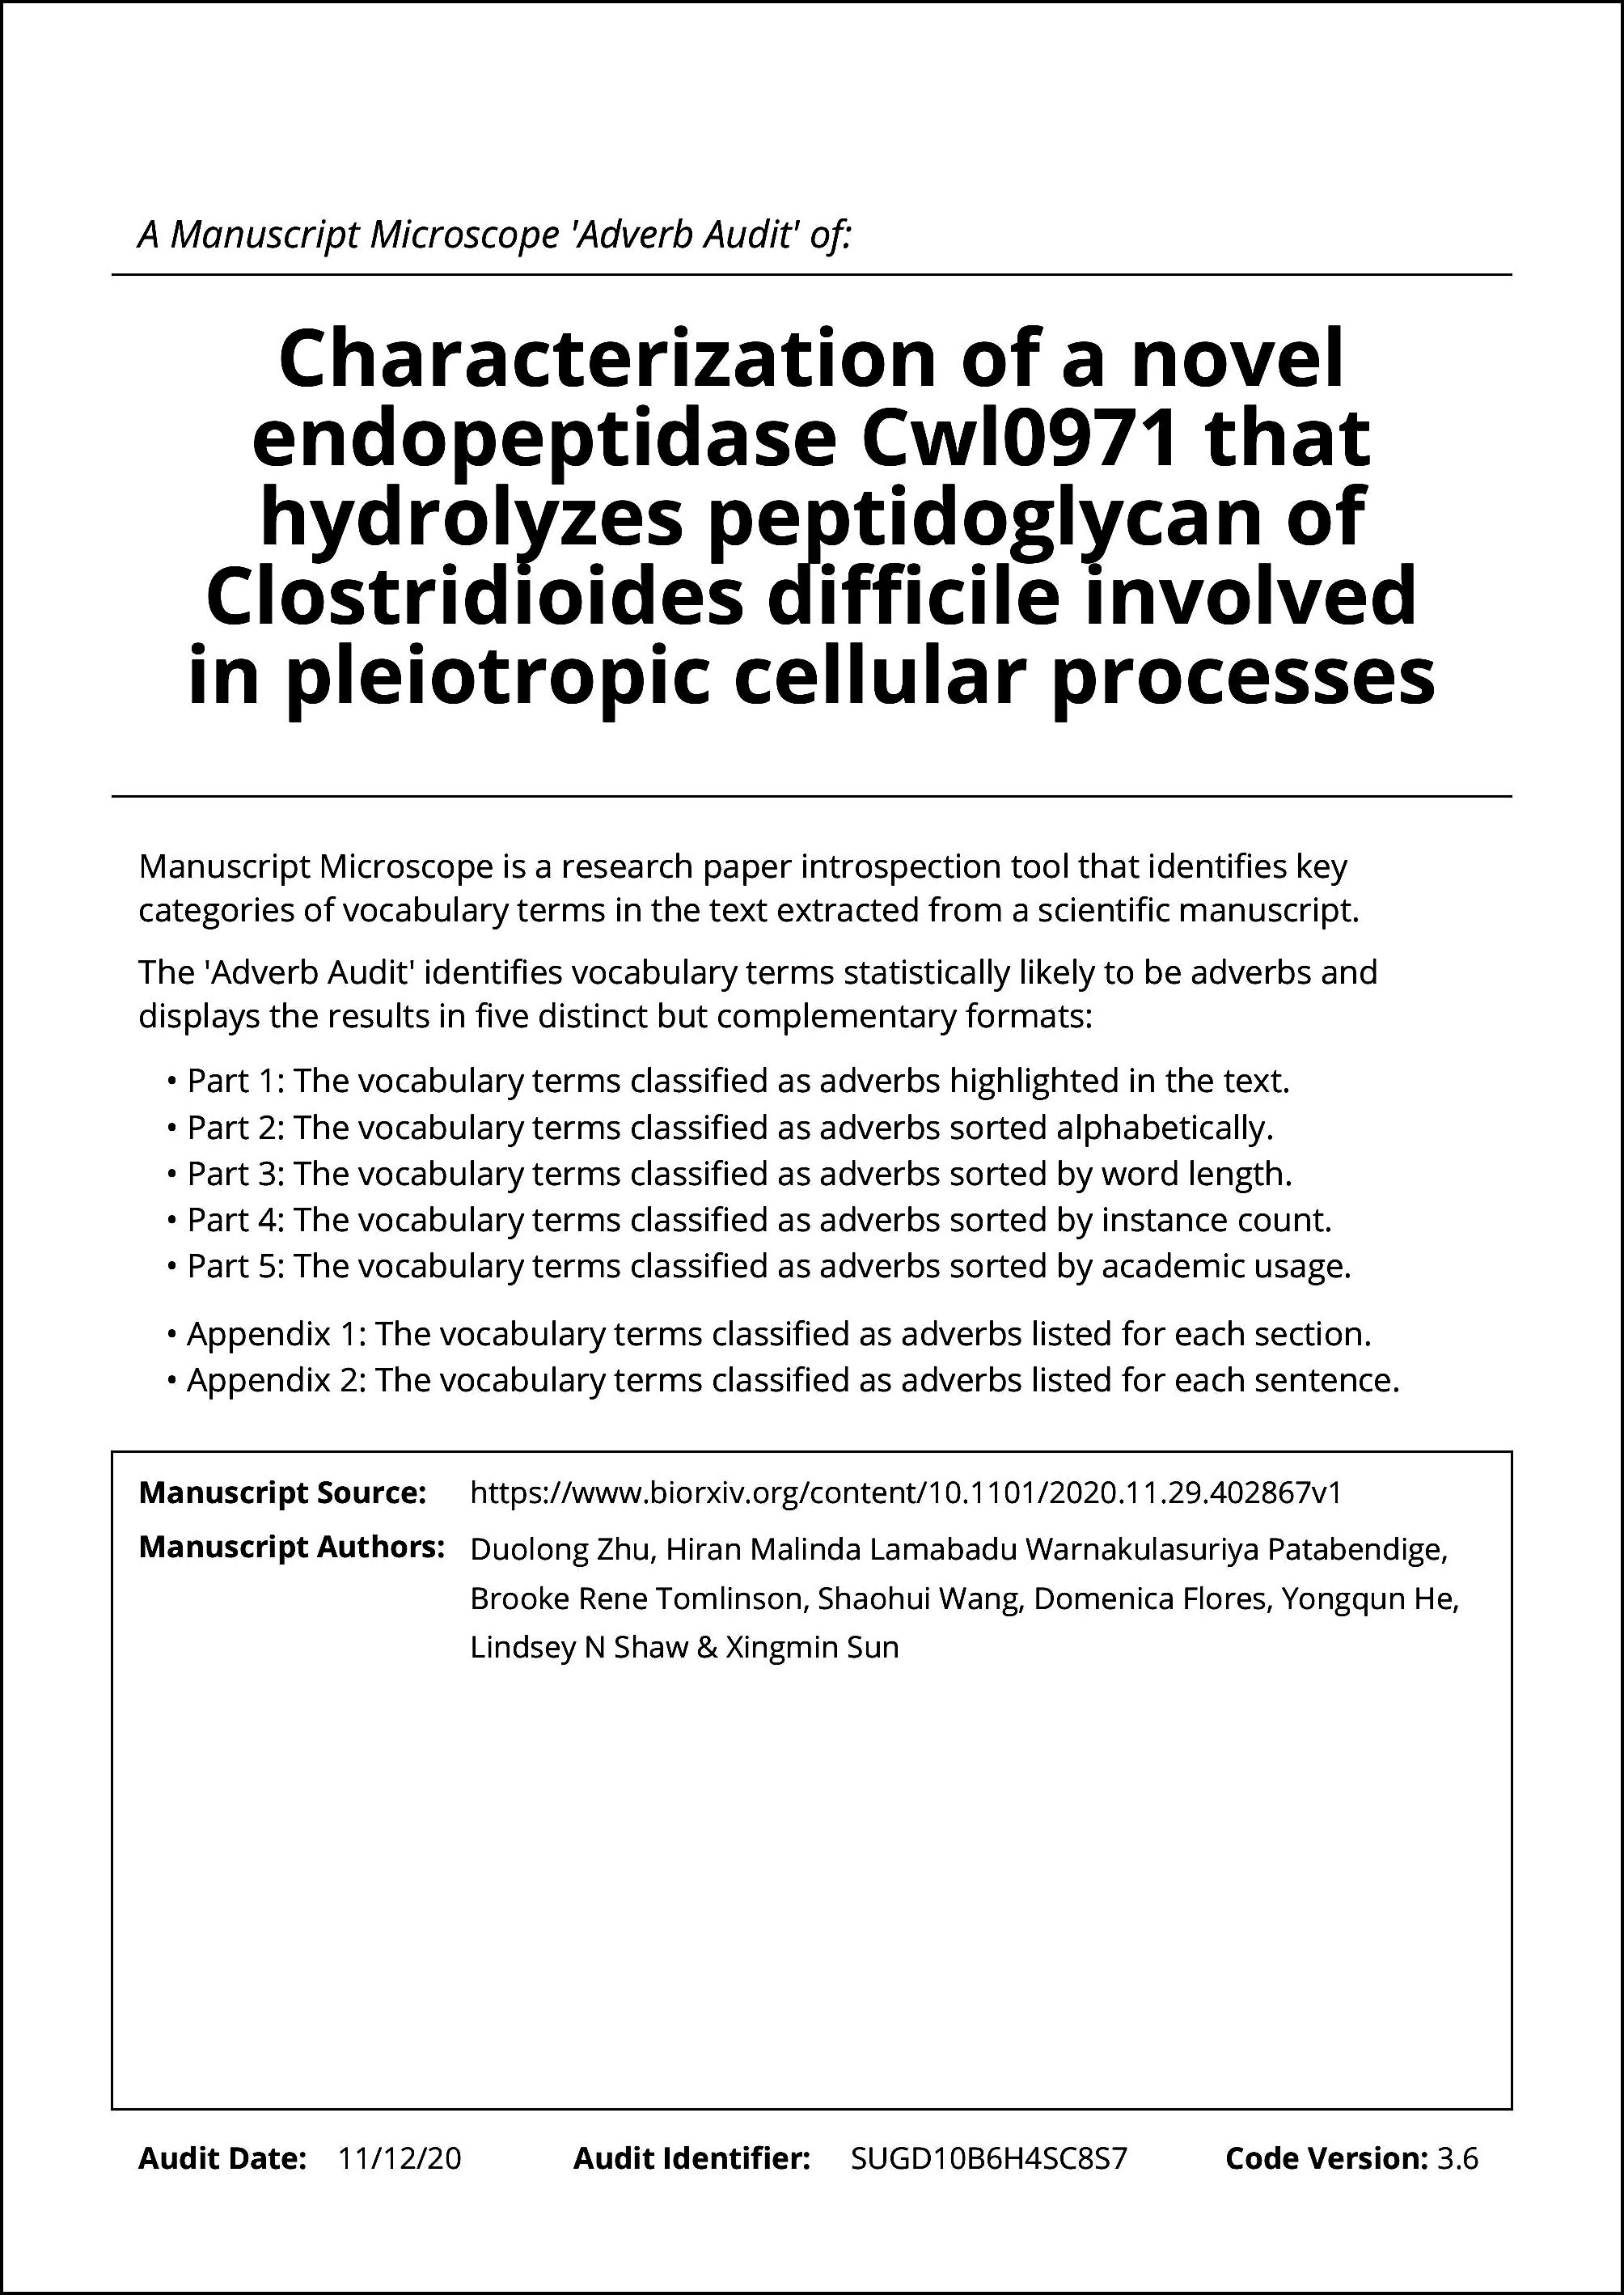 A Manuscript Microscope 'Adverb Audit' of:
Characterization of a novel
endopeptidase Cwl0971 that
hydrolyzes peptidoglycan of
Clostridioides difficile involved
in pleiotropic cellular processes
Manuscript Microscope is a research paper introspection tool that identifies key
categories of vocabulary terms in the text extracted from a scientific manuscript.
The 'Adverb Audit' identifies vocabulary terms statistically likely to be adverbs and
displays the results in five distinct but complementary formats:
• Part 1: The vocabulary terms classified as adverbs highlighted in the text.
• Part 2: The vocabulary terms classified as adverbs sorted alphabetically.
• Part 3: The vocabulary terms classified as adverbs sorted by word length.
• Part 4: The vocabulary terms classified as adverbs sorted by instance count.
• Part 5: The vocabulary terms classified as adverbs sorted by academic usage.
• Appendix 1: The vocabulary terms classified as adverbs listed for each section.
• Appendix 2: The vocabulary terms classified as adverbs listed for each sentence.
Manuscript Source: https://www.biorxiv.org/content/10.1101/2020.11.29.402867v1
Manuscript Authors: Duolong Zhu, Hiran Malinda Lamabadu Warnakulasuriya Patabendige,
Brooke Rene Tomlinson, Shaohui Wang, Domenica Flores, Yongqun He,
Lindsey N Shaw & Xingmin Sun
Audit Date: 11/12/20 Audit Identifier: SUGD10B6H4SC8S7 Code Version: 3.6